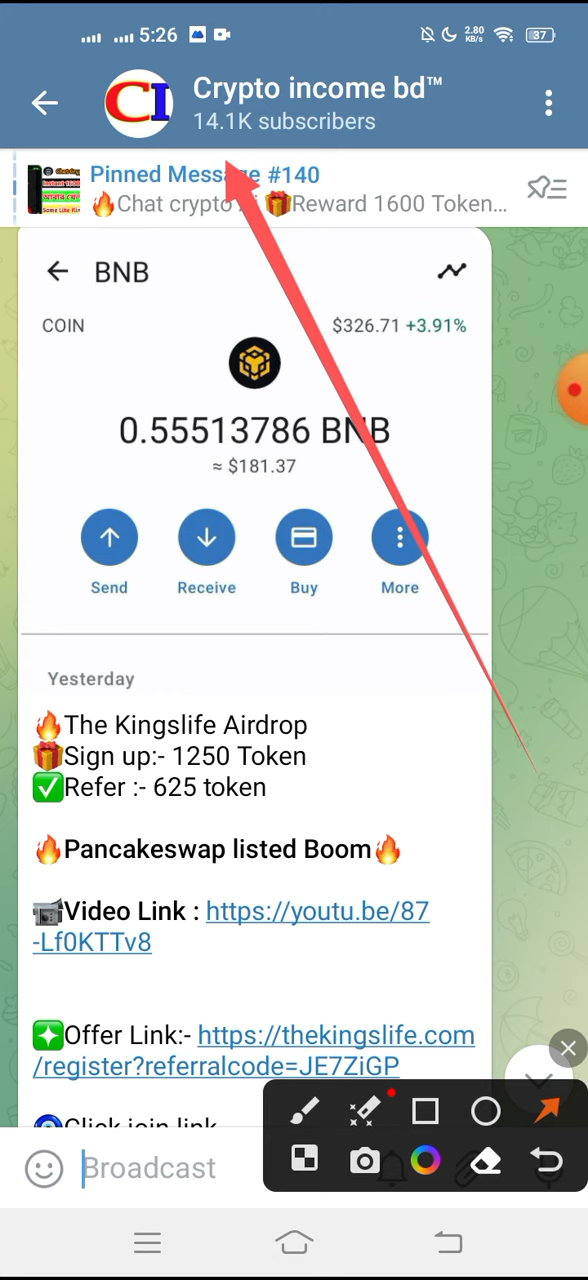 5:26
2.80
KB/s
37
CI
Crypto income bd™
14.1K subscribers
Pinned Message #140
🔥Chat crypto 🎁Reward 1600 Token...
BNB
COIN
$326.71 +3.91%
0.55513786 BNB
≈ $181.37
Send
Receive
Buy
More
Yesterday
🔥The Kingslife Airdrop
🎁Sign up:- 1250 Token
✅Refer :- 625 token
🔥Pancakeswap listed Boom🔥
📹Video Link : https://youtu.be/87
-Lf0KTTv8
❇️Offer Link:- https://thekingslife.com
/register?referralcode=JE7ZiGP
🧿Click join link
Broadcast